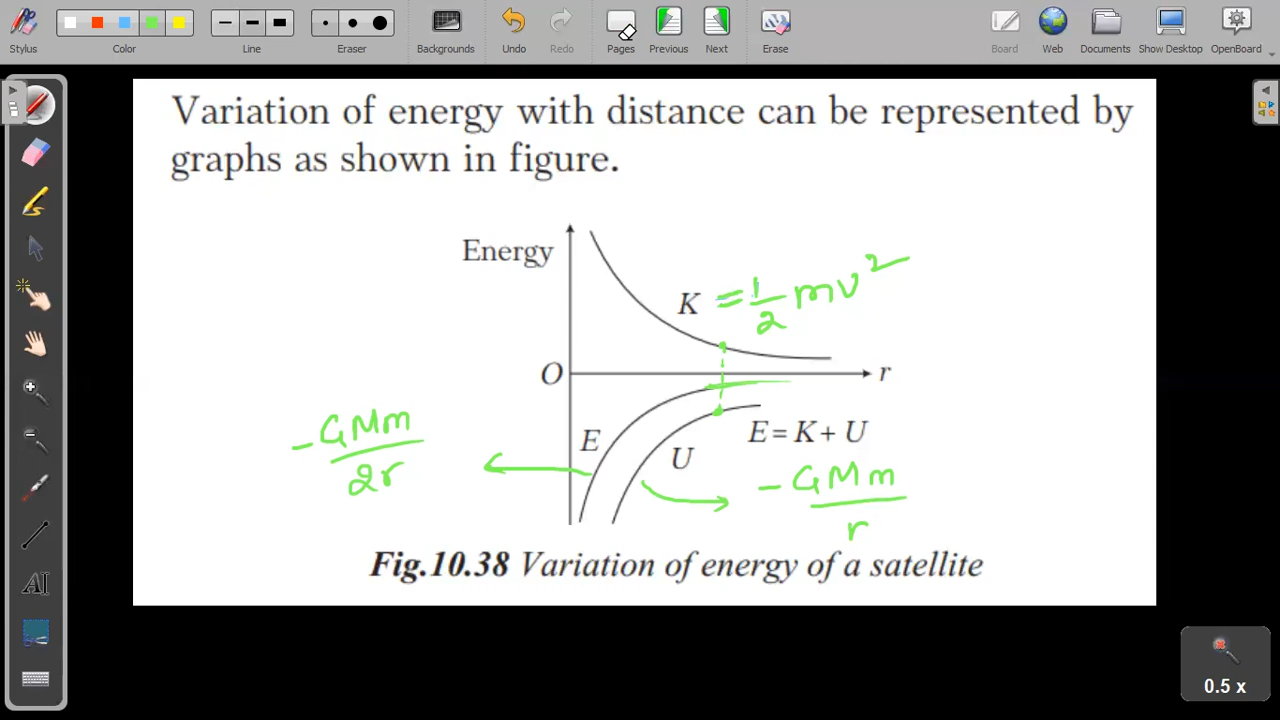 Stylus Color Line Eraser Backgrounds Undo Redo Pages Previous Next Erase Board Web Documents Show Desktop OpenBoard
Variation of energy with distance can be represented by
graphs as shown in figure.
Energy
K = 1/2 mv²
O
r
E
U
E = K + U
-GMm/2r
-GMm/r
Fig.10.38 Variation of energy of a satellite
0.5 x